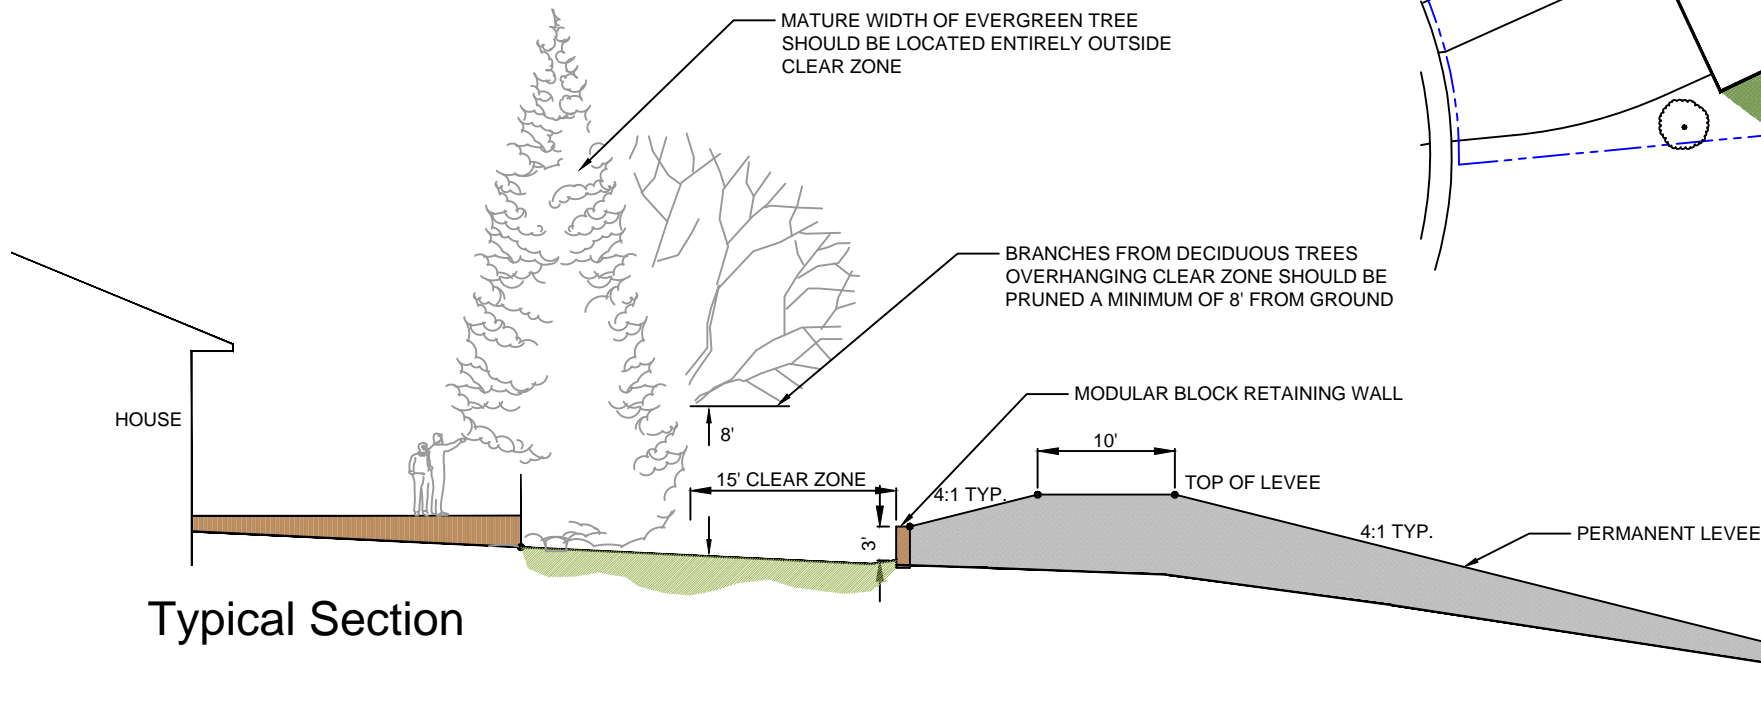 MATURE WIDTH OF EVERGREEN TREE
SHOULD BE LOCATED ENTIRELY OUTSIDE
CLEAR ZONE
BRANCHES FROM DECIDUOUS TREES
OVERHANGING CLEAR ZONE SHOULD BE
PRUNED A MINIMUM OF 8' FROM GROUND
MODULAR BLOCK RETAINING WALL
HOUSE
8'
10'
15' CLEAR ZONE
4:1 TYP.
TOP OF LEVEE
3'
4:1 TYP.
PERMANENT LEVEE
Typical Section